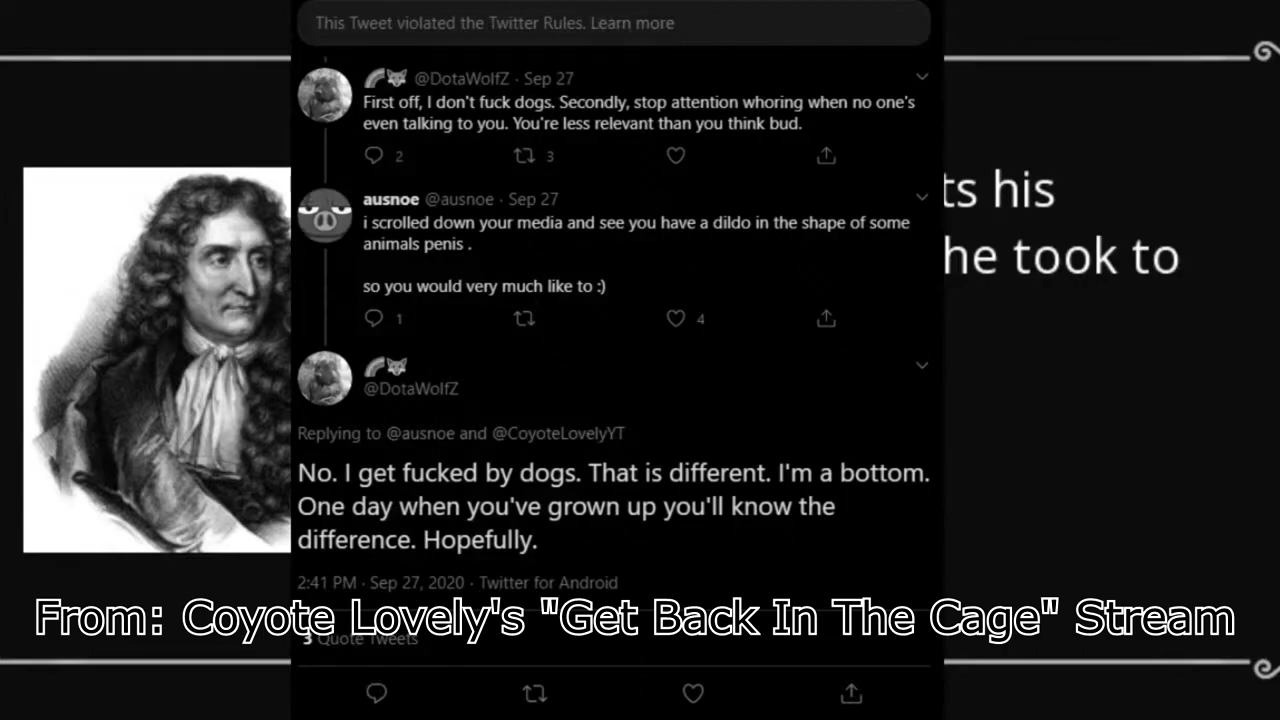 This Tweet violated the Twitter Rules. Learn more
@DotaWolfZ · Sep 27
First off, I don't fuck dogs. Secondly, stop attention whoring when no one's
even talking to you. You're less relevant than you think bud.
2 3
ausnoe @ausnoe · Sep 27
i scrolled down your media and see you have a dildo in the shape of some
animals penis .
so you would very much like to :)
1 4
@DotaWolfZ
Replying to @ausnoe and @CoyoteLovelyYT
No. I get fucked by dogs. That is different. I'm a bottom.
One day when you've grown up you'll know the
difference. Hopefully.
2:41 PM · Sep 27, 2020 · Twitter for Android
3 Quote Tweets
ts his
he took to
From: Coyote Lovely's "Get Back In The Cage" Stream